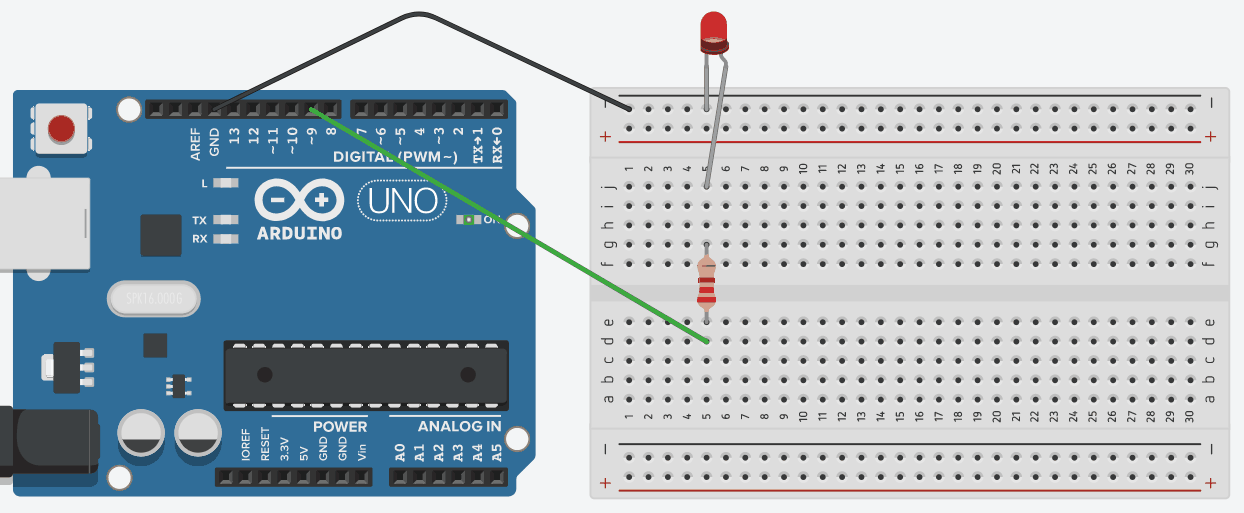 AREF
GND
13
12
~11
~10
~9
8
7
~6
~5
4
~3
2
TX→1
RX←0
DIGITAL (PWM~)
L
TX
RX
ARDUINO
UNO
ON
SPK16.000G
POWER
ANALOG IN
IOREF
RESET
3.3V
5V
GND
GND
Vin
A0
A1
A2
A3
A4
A5
− −
+ +
1 2 3 4 5 6 7 8 9 10 11 12 13 14 15 16 17 18 19 20 21 22 23 24 25 26 27 28 29 30
j j
i i
h h
g g
f f
e e
d d
c c
b b
a a
1 2 3 4 5 6 7 8 9 10 11 12 13 14 15 16 17 18 19 20 21 22 23 24 25 26 27 28 29 30
− −
+ +